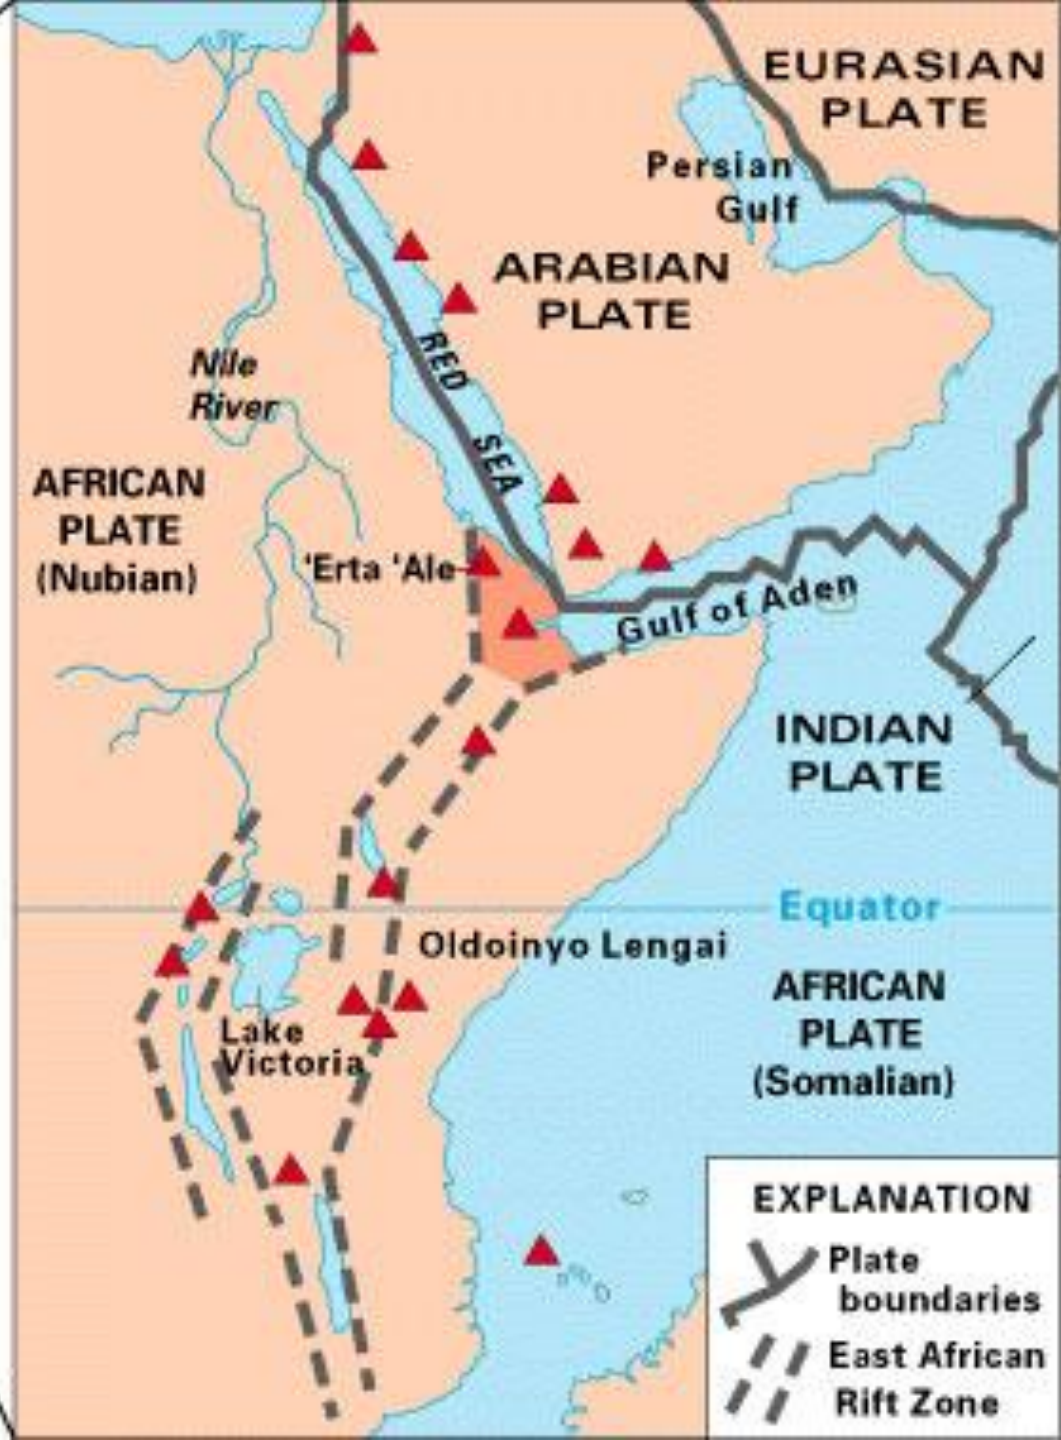 EURASIAN
PLATE
Persian
Gulf
ARABIAN
PLATE
RED
SEA
Nile
River
AFRICAN
PLATE
(Nubian)
'Erta 'Ale
Gulf of Aden
INDIAN
PLATE
Equator
Oldoinyo Lengai
AFRICAN
PLATE
(Somalian)
Lake
Victoria
EXPLANATION
Plate
boundaries
East African
Rift Zone